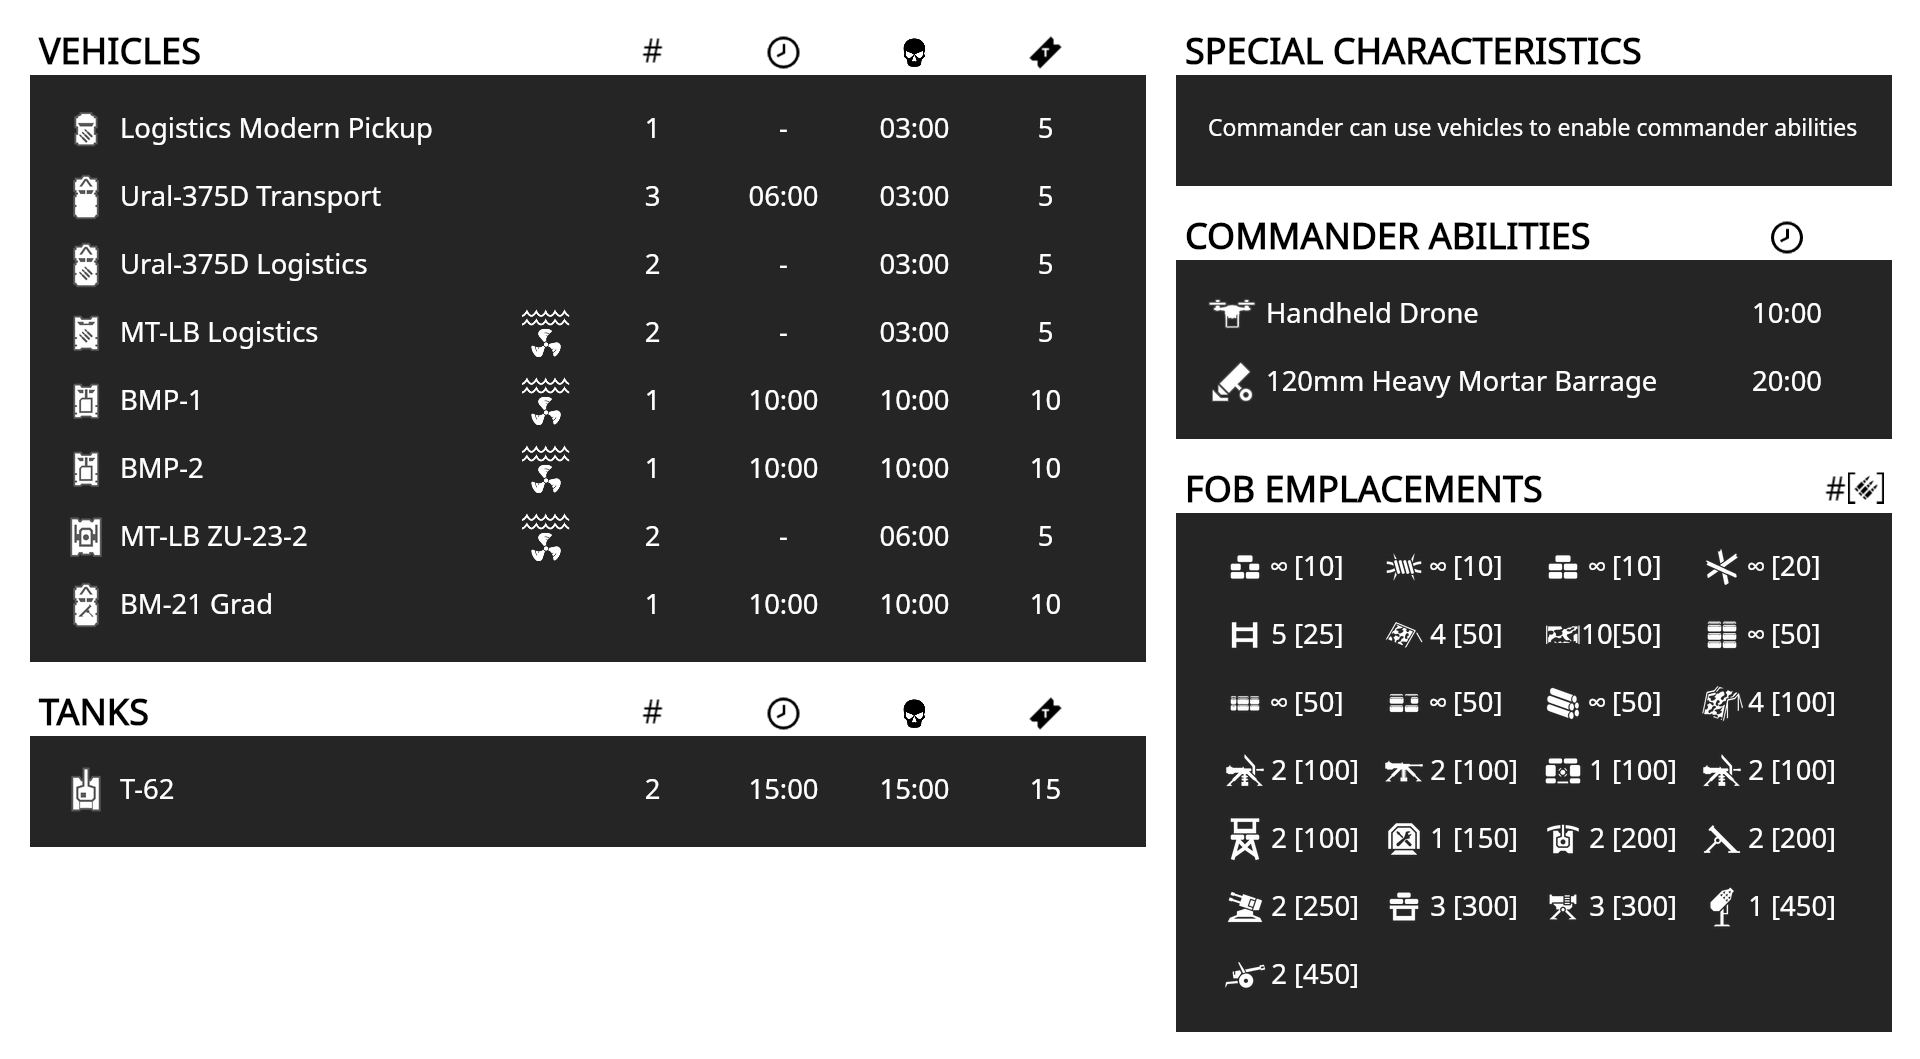 VEHICLES #
Logistics Modern Pickup 1 - 03:00 5
Ural-375D Transport 3 06:00 03:00 5
Ural-375D Logistics 2 - 03:00 5
MT-LB Logistics 2 - 03:00 5
BMP-1 1 10:00 10:00 10
BMP-2 1 10:00 10:00 10
MT-LB ZU-23-2 2 - 06:00 5
BM-21 Grad 1 10:00 10:00 10
TANKS #
T-62 2 15:00 15:00 15
SPECIAL CHARACTERISTICS
Commander can use vehicles to enable commander abilities
COMMANDER ABILITIES
Handheld Drone 10:00
120mm Heavy Mortar Barrage 20:00
FOB EMPLACEMENTS #[ ]
∞ [10] ∞ [10] ∞ [10] ∞ [20]
5 [25] 4 [50] 10[50] ∞ [50]
∞ [50] ∞ [50] ∞ [50] 4 [100]
2 [100] 2 [100] 1 [100] 2 [100]
2 [100] 1 [150] 2 [200] 2 [200]
2 [250] 3 [300] 3 [300] 1 [450]
2 [450]